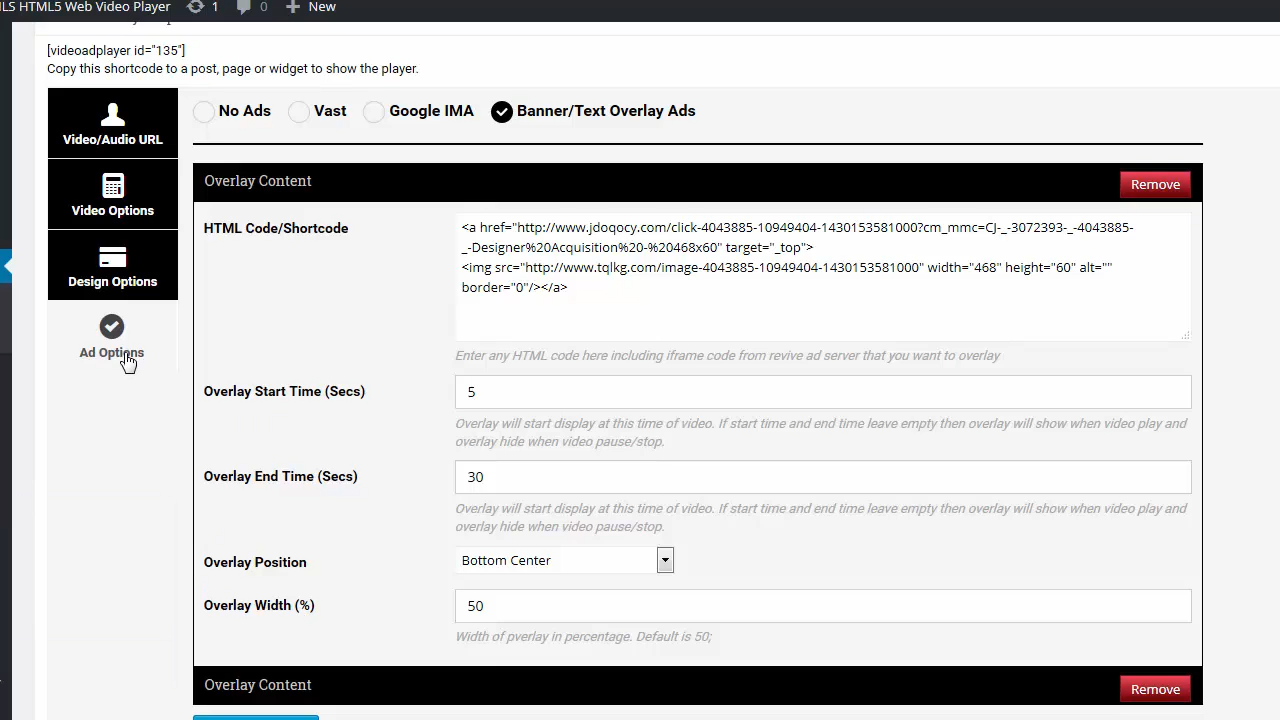 ILS HTML5 Web Video Player 1 0 New
[videoadplayer id="135"]
Copy this shortcode to a post, page or widget to show the player.
Video/Audio URL
Video Options
Design Options
Ad Options
No Ads Vast Google IMA Banner/Text Overlay Ads
Overlay Content Remove
HTML Code/Shortcode
<a href="http://www.jdoqocy.com/click-4043885-10949404-1430153581000?cm_mmc=CJ-_-3072393-_-4043885-
_-Designer%20Acquisition%20-%20468x60" target="_top">
<img src="http://www.tqlkg.com/image-4043885-10949404-1430153581000" width="468" height="60" alt=""
border="0"/></a>
Enter any HTML code here including iframe code from revive ad server that you want to overlay
Overlay Start Time (Secs) 5
Overlay will start display at this time of video. If start time and end time leave empty then overlay will show when video play and
overlay hide when video pause/stop.
Overlay End Time (Secs) 30
Overlay will start display at this time of video. If start time and end time leave empty then overlay will show when video play and
overlay hide when video pause/stop.
Overlay Position Bottom Center
Overlay Width (%) 50
Width of pverlay in percentage. Default is 50;
Overlay Content Remove